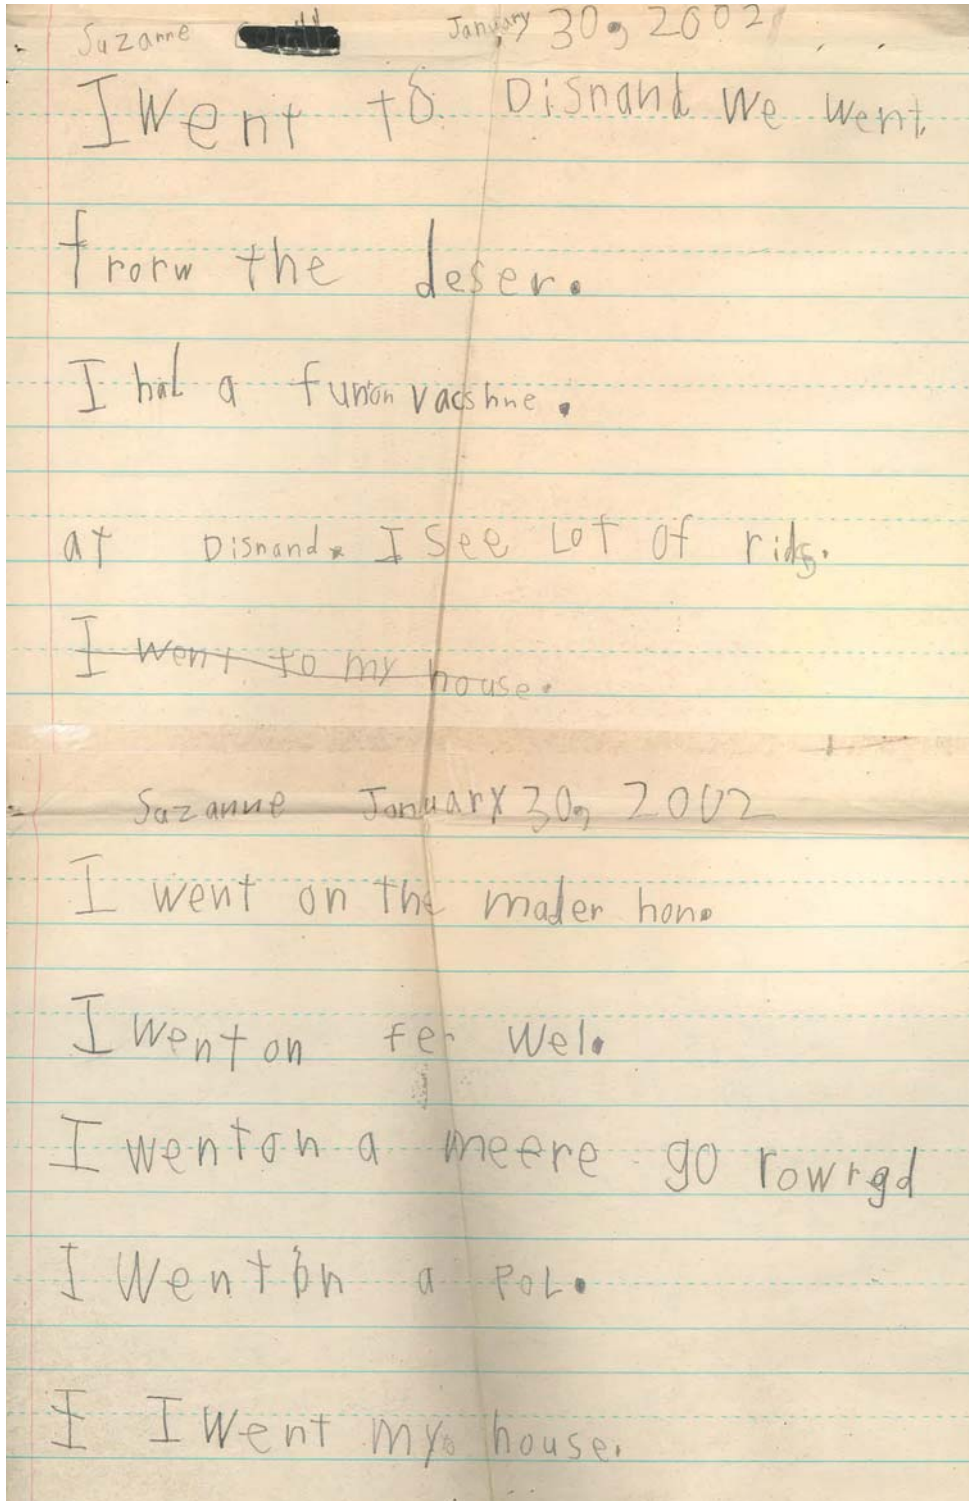 Suzanne January 30, 2002
I Went to Disnand We went
frorw the deser.
I had a funon vacshne.
at Disnand. I see Lot of rids.
I went to my house.
Suzanne January 30, 2002
I went on the mader hon.
I went on fer wel.
I went on a meere go rowrgd
I Went on a POL.
I I Went my house.